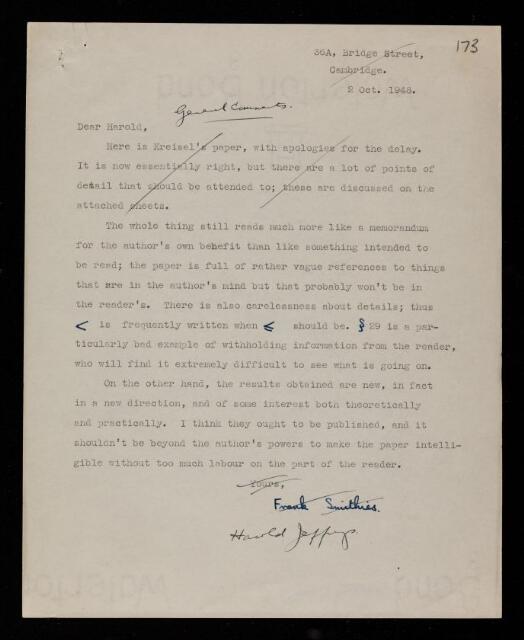 173
36A, Bridge Street,
Cambridge.
2 Oct. 1948.
General Comments.
Dear Harold,
Here is Kreisel's paper, with apologies for the delay.
It is now essentially right, but there are a lot of points of
detail that should be attended to; these are discussed on the
attached sheets.
The whole thing still reads much more like a memorandum
for the author's own behefit than like something intended to
be read; the paper is full of rather vague references to things
that are in the author's mind but that probably won't be in
the reader's. There is also carelessness about details; thus
< is frequently written when ≤ should be. § 29 is a par-
ticularly bad example of withholding information from the reader,
who will find it extremely difficult to see what is going on.
On the other hand, the results obtained are new, in fact
in a new direction, and of some interest both theoretically
and practically. I think they ought to be published, and it
shouldn't be beyond the author's powers to make the paper intelli-
gible without too much labour on the part of the reader.
Yours,
Frank Smithies.
Harold Jeffreys